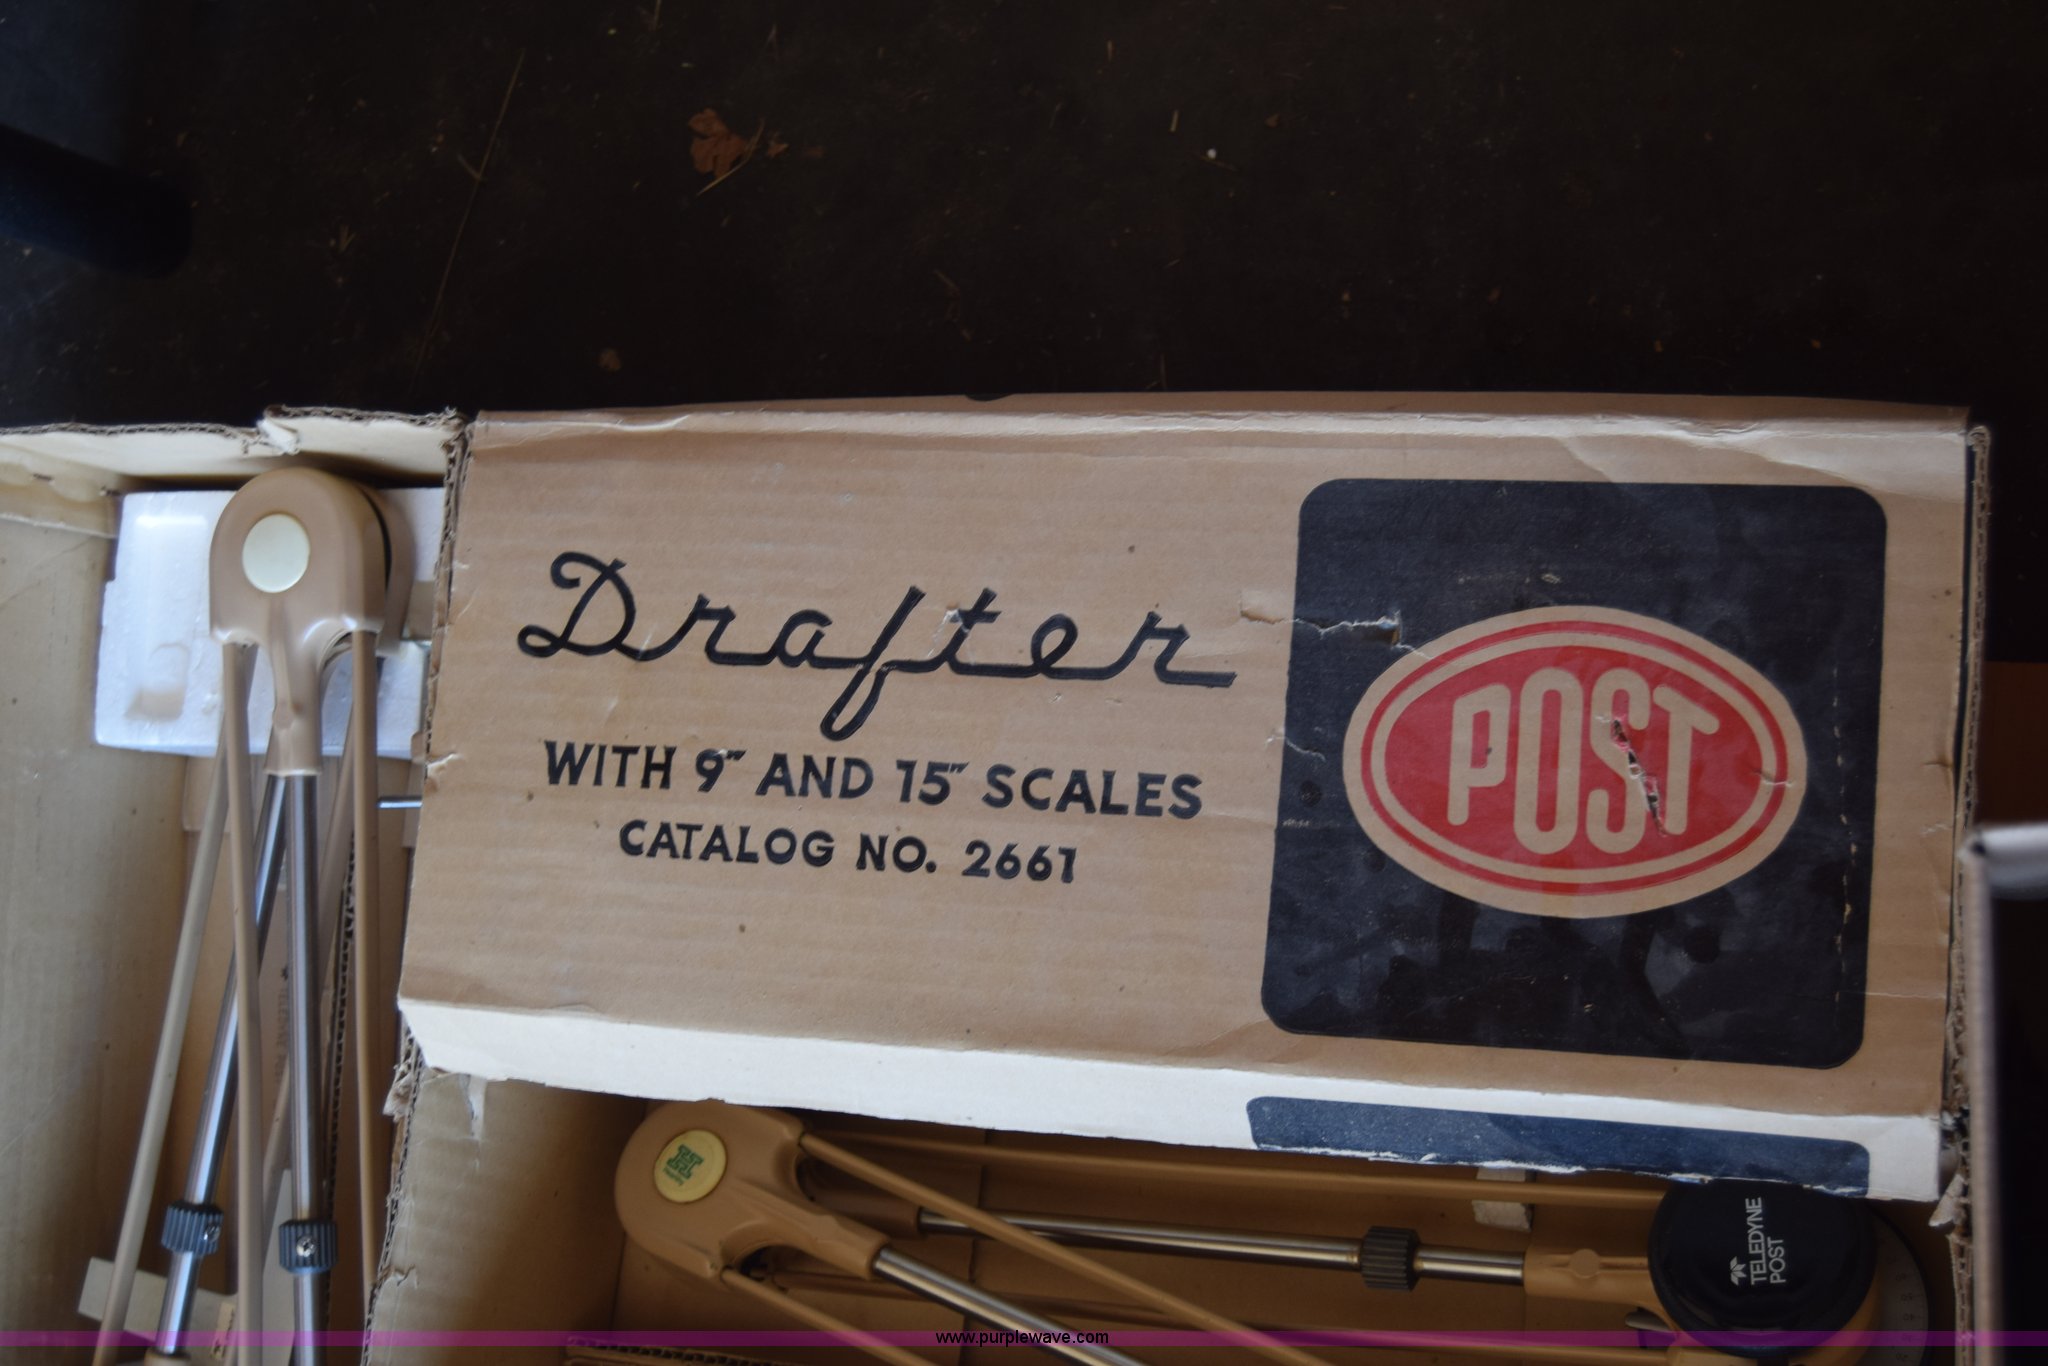 Drafter
WITH 9" AND 15" SCALES
CATALOG NO. 2661
POST
TELEDYNE
POST
www.purplewave.com